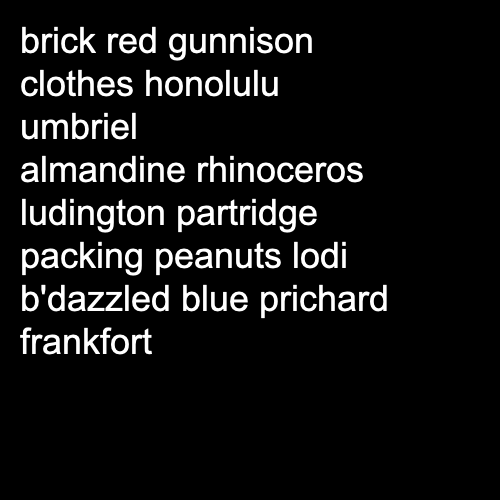 brick red gunnison
clothes honolulu
umbriel
almandine rhinoceros
ludington partridge
packing peanuts lodi
b'dazzled blue prichard
frankfort